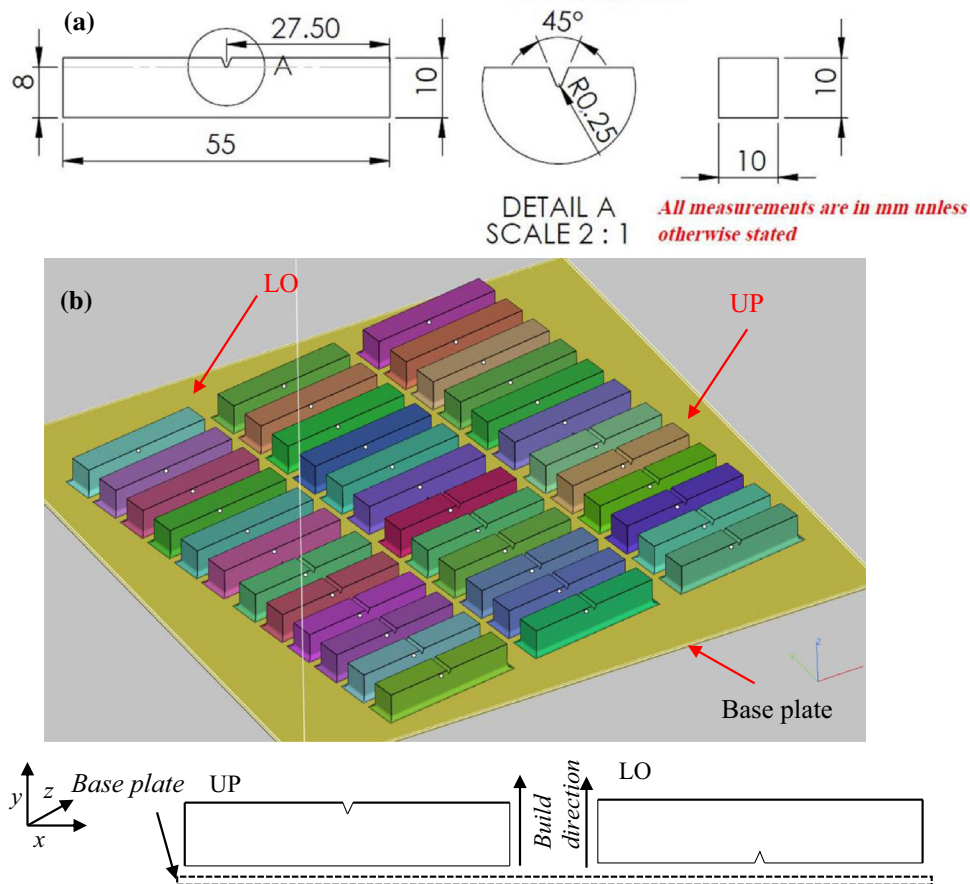 (a)
27.50
45°
A
8
10
R0.25
10
55
10
DETAIL A
SCALE 2 : 1
All measurements are in mm unless
otherwise stated
(b)
LO
UP
Base plate
y
z
x
Base plate
UP
Build
direction
LO